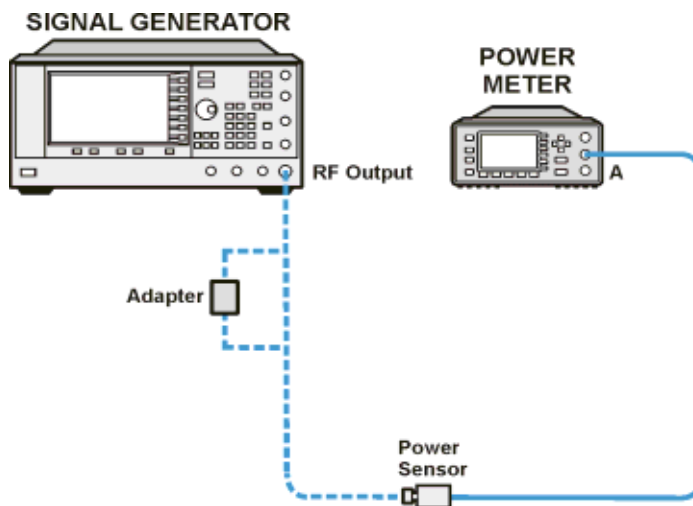 SIGNAL GENERATOR
POWER
METER
RF Output
A
Adapter
Power
Sensor